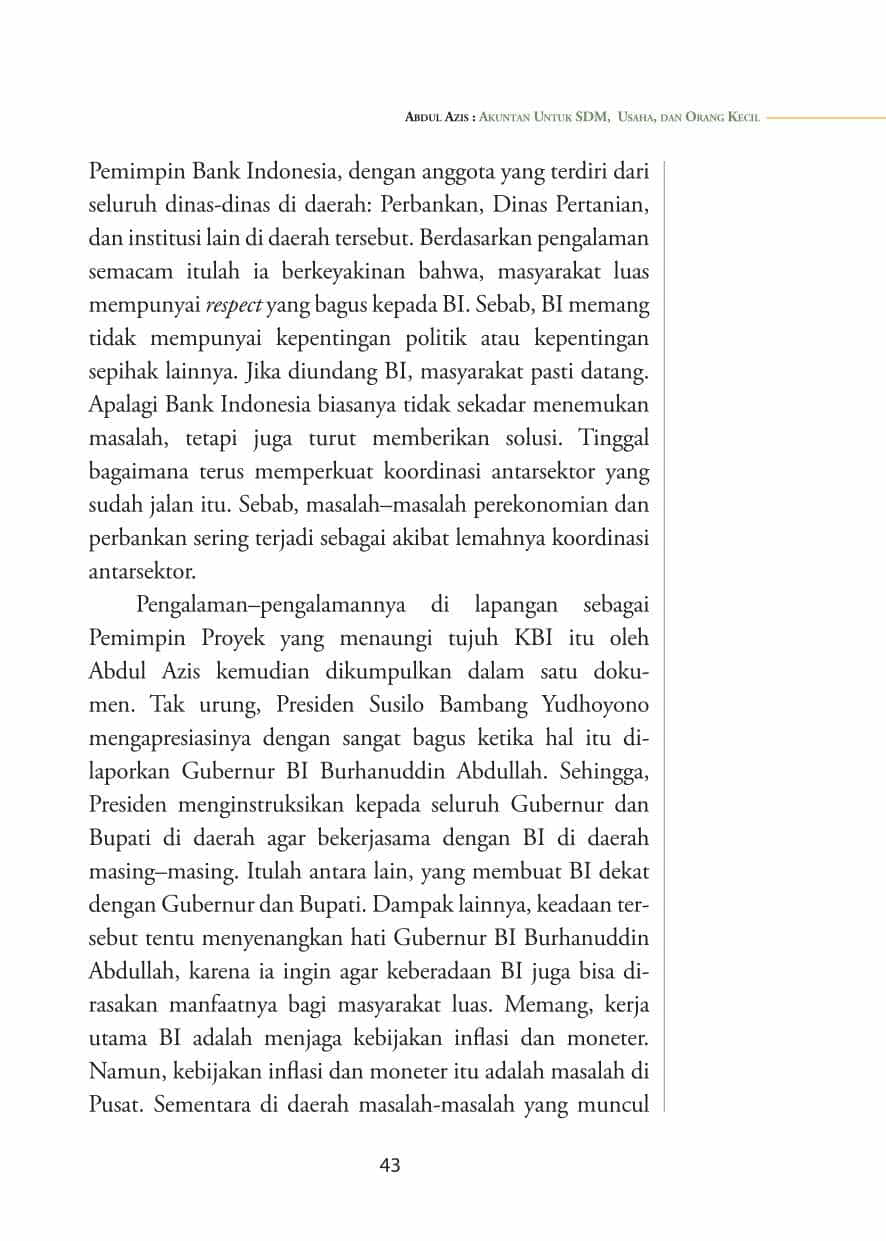 Abdul Azis : Akuntan Untuk SDM, Usaha, dan Orang Kecil
Pemimpin Bank Indonesia, dengan anggota yang terdiri dari
seluruh dinas-dinas di daerah: Perbankan, Dinas Pertanian,
dan institusi lain di daerah tersebut. Berdasarkan pengalaman
semacam itulah ia berkeyakinan bahwa, masyarakat luas
mempunyai respect yang bagus kepada BI. Sebab, BI memang
tidak mempunyai kepentingan politik atau kepentingan
sepihak lainnya. Jika diundang BI, masyarakat pasti datang.
Apalagi Bank Indonesia biasanya tidak sekadar menemukan
masalah, tetapi juga turut memberikan solusi. Tinggal
bagaimana terus memperkuat koordinasi antarsektor yang
sudah jalan itu. Sebab, masalah–masalah perekonomian dan
perbankan sering terjadi sebagai akibat lemahnya koordinasi
antarsektor.
Pengalaman–pengalamannya di lapangan sebagai
Pemimpin Proyek yang menaungi tujuh KBI itu oleh
Abdul Azis kemudian dikumpulkan dalam satu doku-
men. Tak urung, Presiden Susilo Bambang Yudhoyono
mengapresiasinya dengan sangat bagus ketika hal itu di-
laporkan Gubernur BI Burhanuddin Abdullah. Sehingga,
Presiden menginstruksikan kepada seluruh Gubernur dan
Bupati di daerah agar bekerjasama dengan BI di daerah
masing–masing. Itulah antara lain, yang membuat BI dekat
dengan Gubernur dan Bupati. Dampak lainnya, keadaan ter-
sebut tentu menyenangkan hati Gubernur BI Burhanuddin
Abdullah, karena ia ingin agar keberadaan BI juga bisa di-
rasakan manfaatnya bagi masyarakat luas. Memang, kerja
utama BI adalah menjaga kebijakan inflasi dan moneter.
Namun, kebijakan inflasi dan moneter itu adalah masalah di
Pusat. Sementara di daerah masalah-masalah yang muncul
43